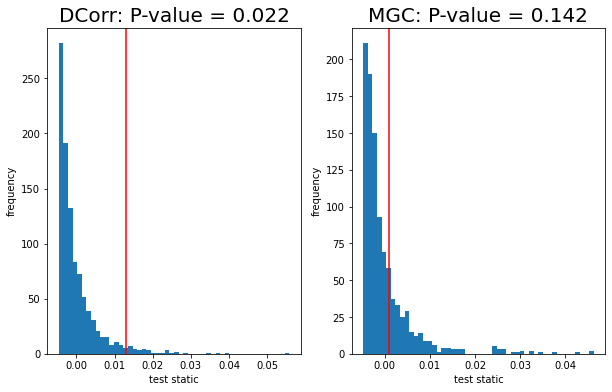 DCorr: P-value = 0.022
frequency
250
200
150
100
50
0
0.00 0.01 0.02 0.03 0.04 0.05
test static
MGC: P-value = 0.142
frequency
200
175
150
125
100
75
50
25
0
0.00 0.01 0.02 0.03 0.04
test static